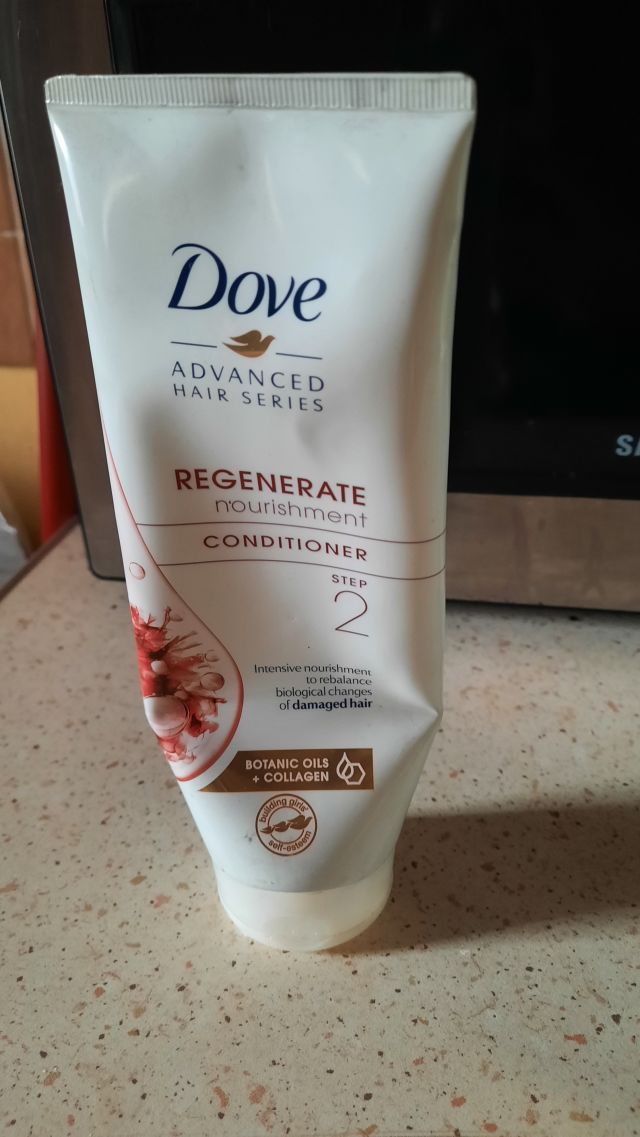 Dove
ADVANCED
HAIR SERIES
REGENERATE
nourishment
CONDITIONER
STEP
2
Intensive nourishment
to rebalance
biological changes
of damaged hair
BOTANIC OILS
+ COLLAGEN
building girls'
self-esteem